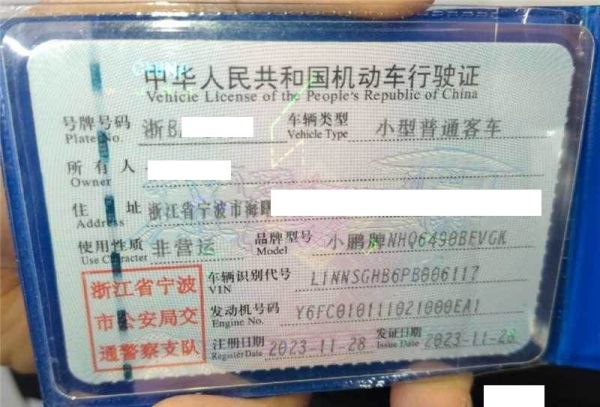 中华人民共和国机动车行驶证
Vehicle License of the People's Republic of China
号牌号码 浙B 车辆类型 小型普通客车
Plate No. Vehicle Type
所有人
Owner
住址 浙江省宁波市海
Address
使用性质 非营运 品牌型号 小鹏牌NHQ6490BEVGK
Use Character Model
浙江省宁波
市公安局交
通警察支队
车辆识别代号 L1NNSGHB6PB006117
VIN
发动机号码 Y6FC010111021000EA1
Engine No.
注册日期 2023-11-28 发证日期 2023-11-28
Register Date Issue Date